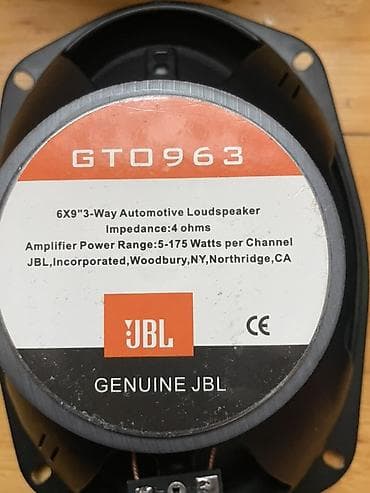 GTO963
6X9"3-Way Automotive Loudspeaker
Impedance:4 ohms
Amplifier Power Range:5-175 Watts per Channel
JBL,Incorporated,Woodbury,NY,Northridge,CA
JBL
CE
GENUINE JBL